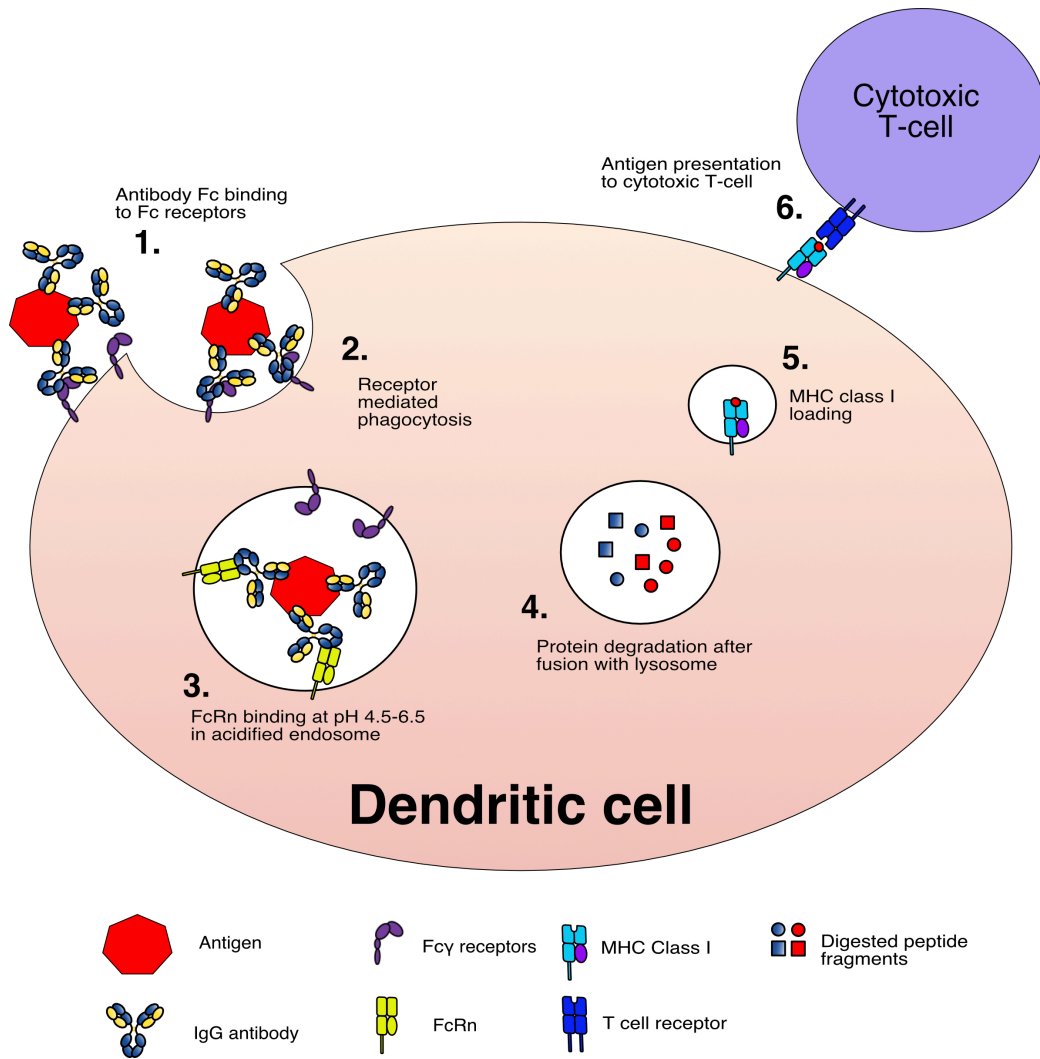 Cytotoxic
T-cell
Antigen presentation
to cytotoxic T-cell
6.
Antibody Fc binding
to Fc receptors
1.
2.
Receptor
mediated
phagocytosis
5.
MHC class I
loading
3.
FcRn binding at pH 4.5-6.5
in acidified endosome
4.
Protein degradation after
fusion with lysosome
Dendritic cell
Antigen
Fcγ receptors
MHC Class I
Digested peptide
fragments
IgG antibody
FcRn
T cell receptor